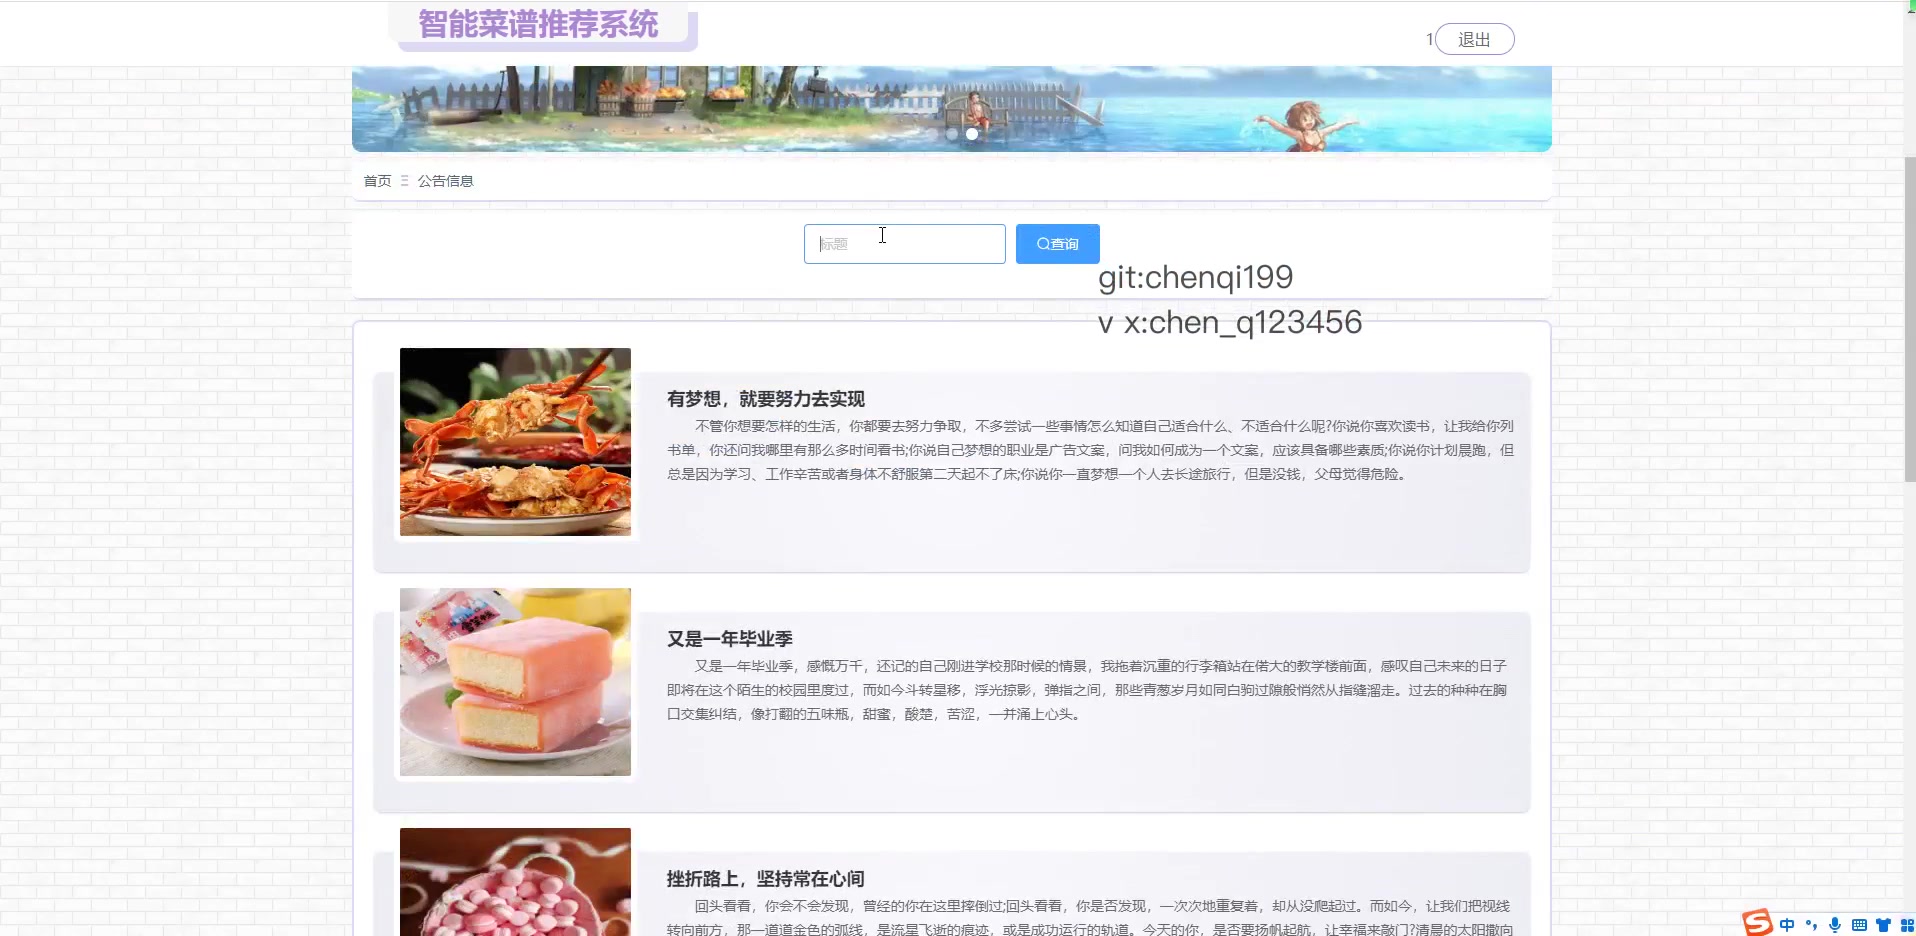 智能菜谱推荐系统
1 退出
首页 公告信息
标题 查询
git:chenqi199
v x:chen_q123456
有梦想，就要努力去实现
不管你想要怎样的生活，你都要去努力争取，不多尝试一些事情怎么知道自己适合什么、不适合什么呢?你说你喜欢读书，让我给你列
书单，你还问我哪里有那么多时间看书;你说自己梦想的职业是广告文案，问我如何成为一个文案，应该具备哪些素质;你说你计划晨跑，但
总是因为学习、工作辛苦或者身体不舒服第二天起不了床;你说你一直梦想一个人去长途旅行，但是没钱，父母觉得危险。
又是一年毕业季
又是一年毕业季，感慨万千，还记的自己刚进学校那时候的情景，我拖着沉重的行李箱站在偌大的教学楼前面，感叹自己未来的日子
即将在这个陌生的校园里度过，而如今斗转星移，浮光掠影，弹指之间，那些青葱岁月如同白驹过隙般悄然从指缝溜走。过去的种种在胸
口交集纠结，像打翻的五味瓶，甜蜜，酸楚，苦涩，一并涌上心头。
挫折路上，坚持常在心间
回头看看，你会不会发现，曾经的你在这里摔倒过;回头看看，你是否发现，一次次地重复着，却从没爬起过。而如今，让我们把视线
转向前方，那一道道金色的弧线，是流星飞逝的痕迹，或是成功运行的轨道。今天的你，是否要扬帆起航，让幸福来敲门?清晨的太阳撒向
中